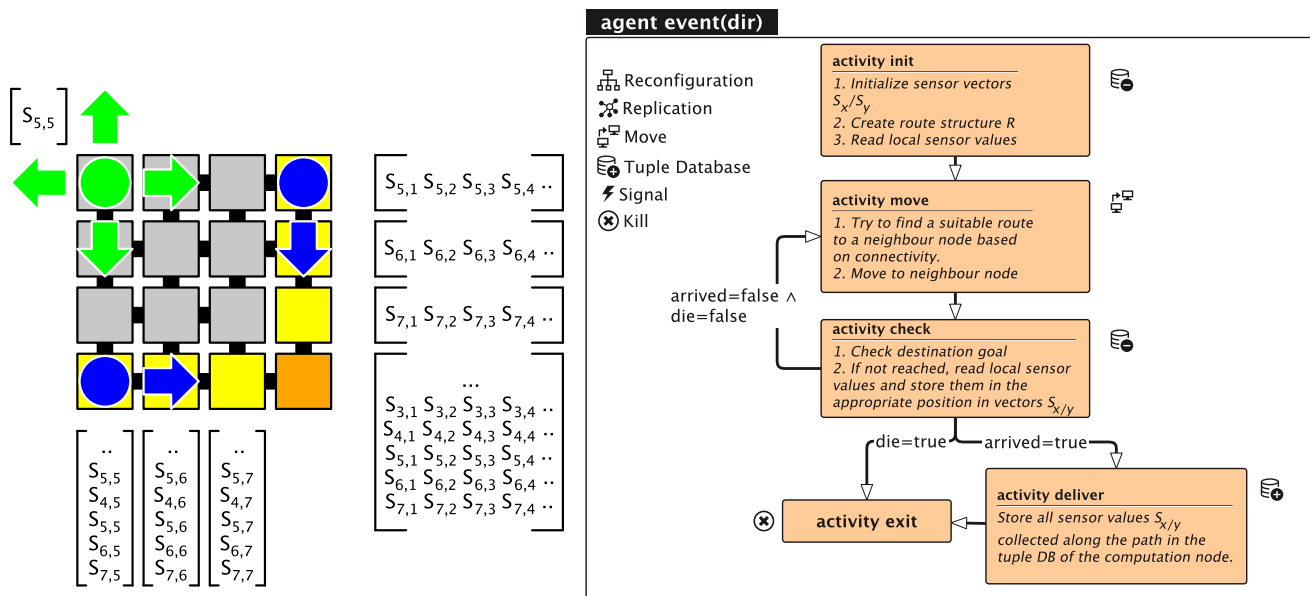 S5,5
S5,1 S5,2 S5,3 S5,4 ..
S6,1 S6,2 S6,3 S6,4 ..
S7,1 S7,2 S7,3 S7,4 ..
...
S3,1 S3,2 S3,3 S3,4 ..
S4,1 S4,2 S4,3 S4,4 ..
S5,1 S5,2 S5,3 S5,4 ..
S6,1 S6,2 S6,3 S6,4 ..
S7,1 S7,2 S7,3 S7,4 ..
.. .. ..
S5,5 S5,6 S5,7
S4,5 S4,6 S4,7
S5,5 S5,6 S5,7
S6,5 S6,6 S6,7
S7,5 S7,6 S7,7
agent event(dir)
Reconfiguration
Replication
Move
Tuple Database
Signal
Kill
activity init
1. Initialize sensor vectors
Sx/Sy
2. Create route structure R
3. Read local sensor values
activity move
1. Try to find a suitable route
to a neighbour node based
on connectivity.
2. Move to neighbour node
arrived=false ∧
die=false
activity check
1. Check destination goal
2. If not reached, read local sensor
values and store them in the
appropriate position in vectors Sx/y
die=true
arrived=true
activity deliver
Store all sensor values Sx/y
collected along the path in the
tuple DB of the computation node.
activity exit